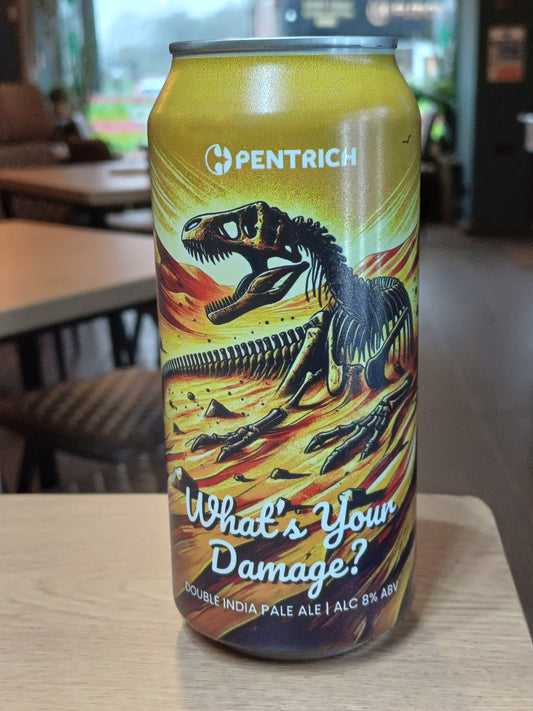 PENTRICH
What's Your
Damage?
DOUBLE INDIA PALE ALE | ALC 8% ABV